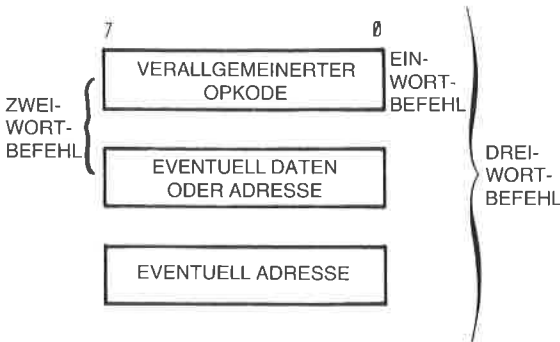 7 0
VERALLGEMEINERTER
OPKODE
EIN-
WORT-
BEFEHL
ZWEI-
WORT-
BEFEHL
EVENTUELL DATEN
ODER ADRESSE
DREI-
WORT-
BEFEHL
EVENTUELL ADRESSE